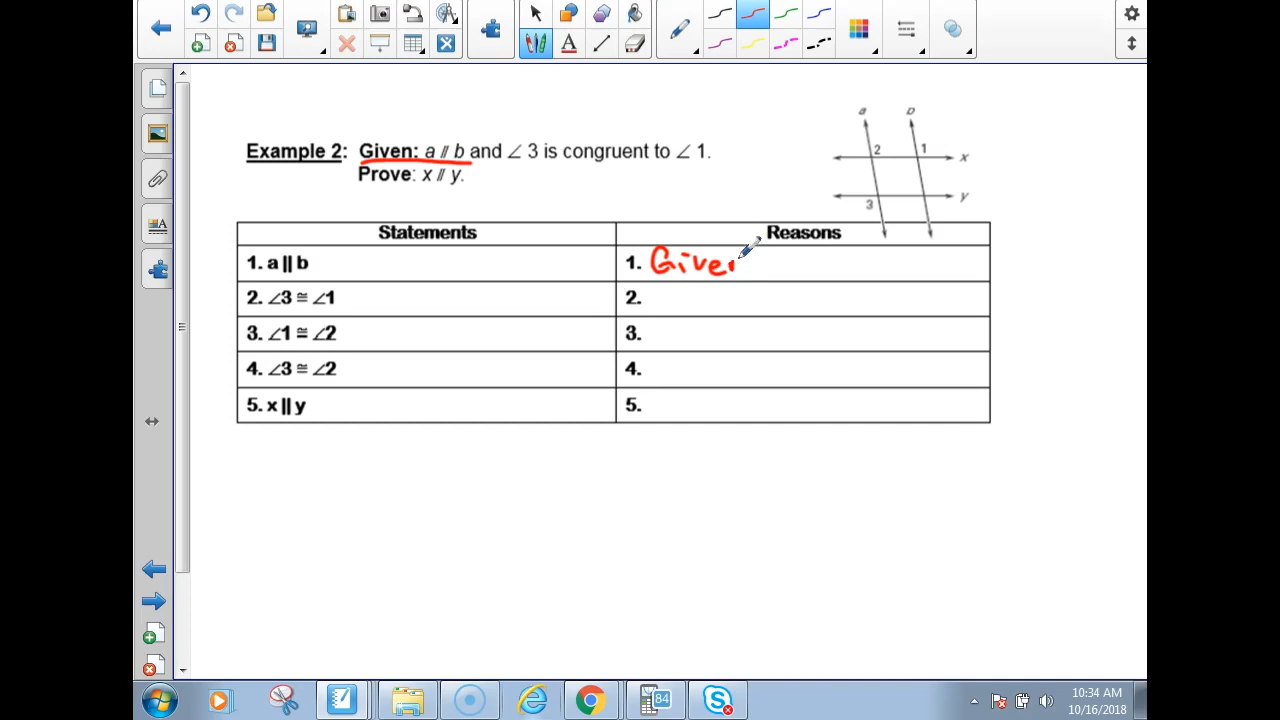 Example 2: Given: a // b and ∠ 3 is congruent to ∠ 1.
Prove: x // y.
a b
2 1 x
3 y
Statements Reasons
1. a || b 1. Given
2. ∠3 ≅ ∠1 2.
3. ∠1 ≅ ∠2 3.
4. ∠3 ≅ ∠2 4.
5. x || y 5.
84
10:34 AM
10/16/2018